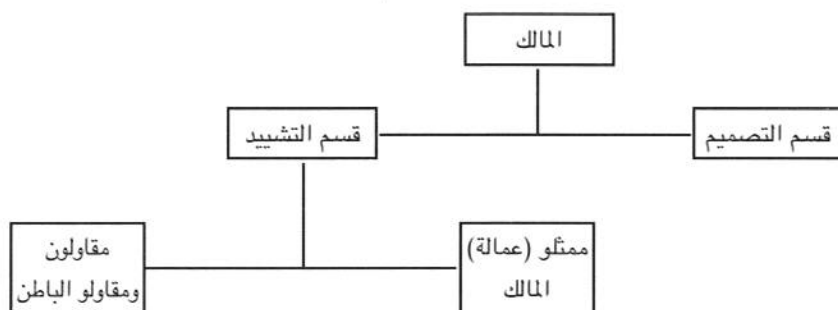 المالك
قسم التصميم
قسم التشييد
ممثلو (عمالة)
المالك
مقاولون
ومقاولو الباطن